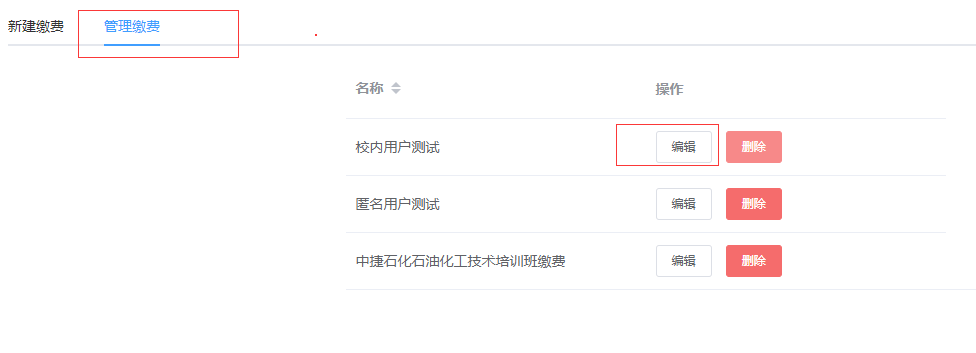 新建缴费 管理缴费
名称 操作
校内用户测试 编辑 删除
匿名用户测试 编辑 删除
中捷石化石油化工技术培训班缴费 编辑 删除